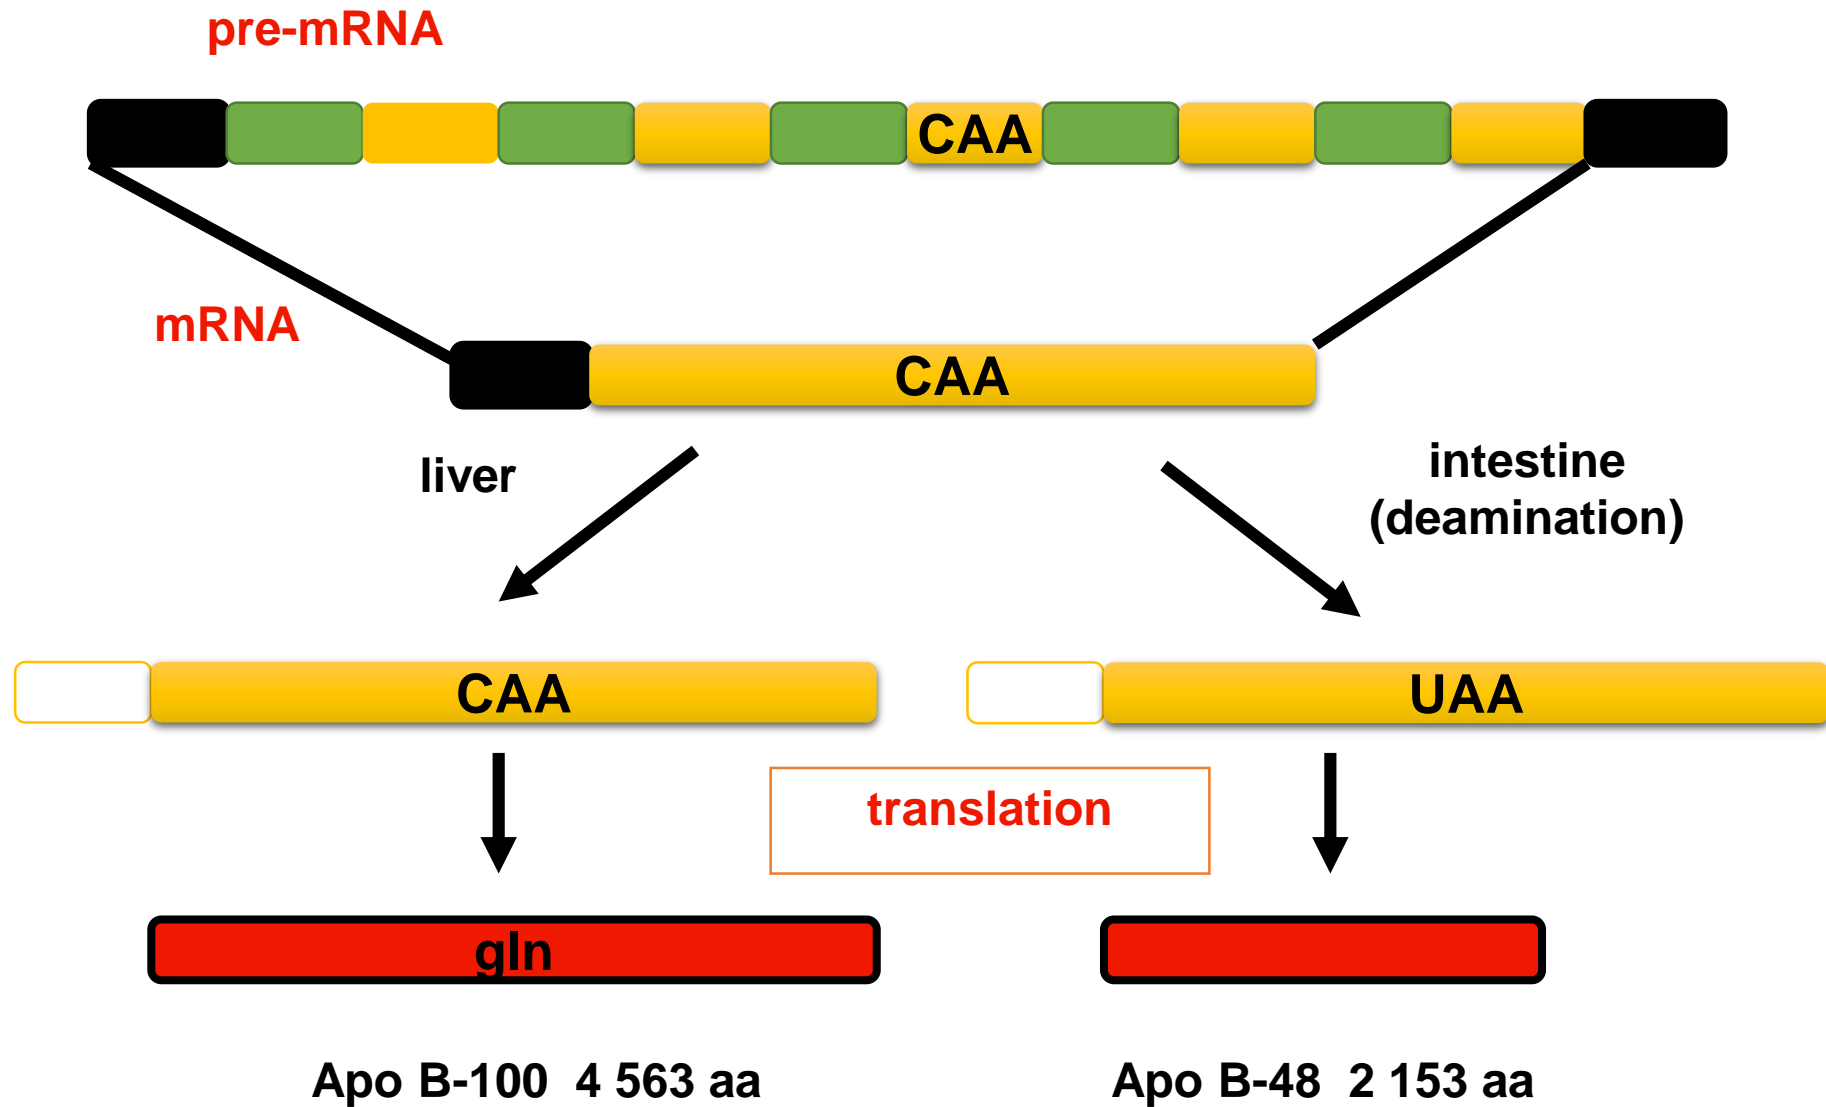 pre-mRNA
CAA
mRNA
CAA
liver
intestine
(deamination)
CAA
UAA
translation
gln
Apo B-100  4 563 aa
Apo B-48  2 153 aa